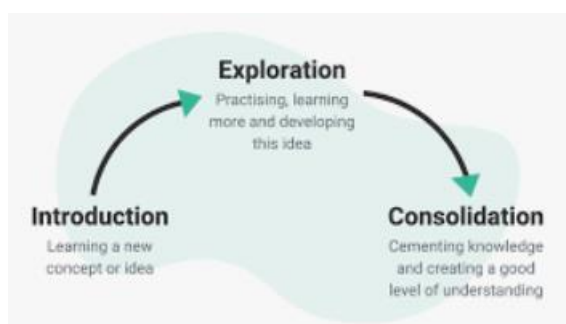 Exploration
Practising, learning
more and developing
this idea
Introduction
Learning a new
concept or idea
Consolidation
Cementing knowledge
and creating a good
level of understanding